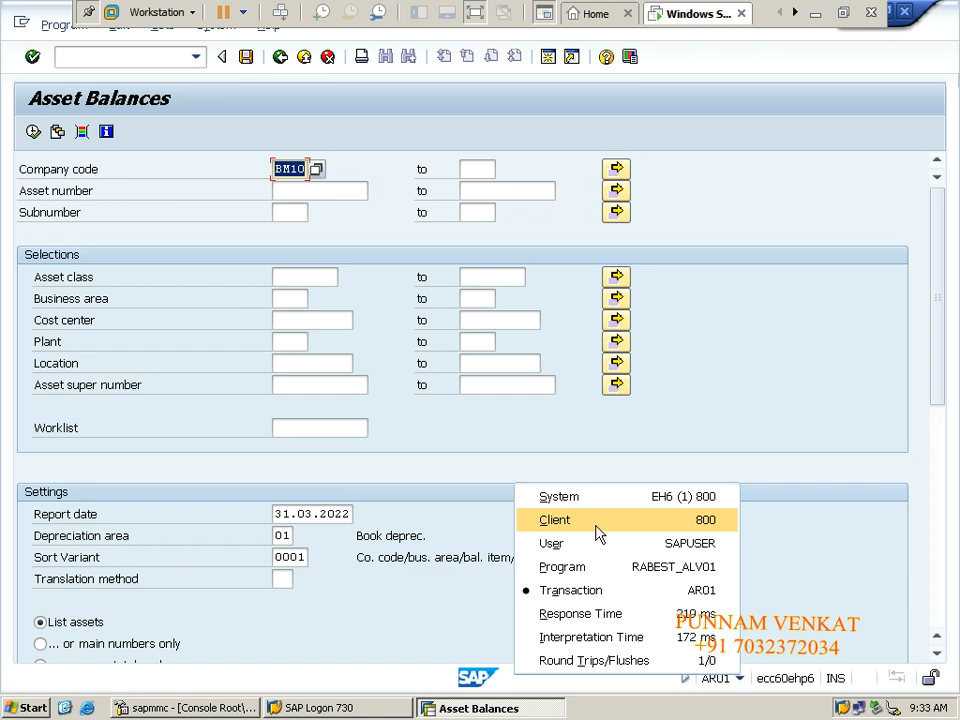 Workstation
Home
Windows S...
Program Edit Goto System Help
Asset Balances
Company code BM10 to
Asset number to
Subnumber to
Selections
Asset class to
Business area to
Cost center to
Plant to
Location to
Asset super number to
Worklist
Settings
Report date 31.03.2022
Depreciation area 01 Book deprec.
Sort Variant 0001 Co. code/bus. area/bal. item/
Translation method
List assets
... or main numbers only
System EH6 (1) 800
Client 800
User SAPUSER
Program RABEST_ALV01
Transaction AR01
Response Time 219 ms
Interpretation Time 172 ms
Round Trips/Flushes 1/0
PUNNAM VENKAT
+91 7032372034
SAP
AR01 ecc60ehp6 INS
Start
sapmmc - [Console Root\...
SAP Logon 730
Asset Balances
9:33 AM